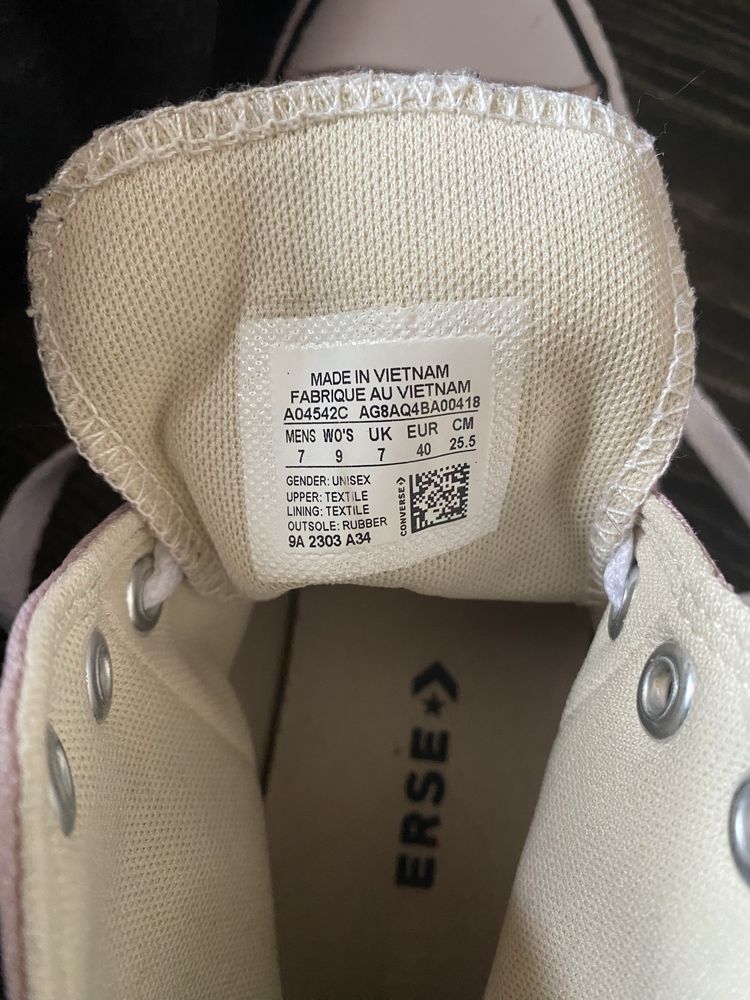 MADE IN VIETNAM
FABRIQUE AU VIETNAM
A04542C AG8AQ4BA00418
MENS WO'S UK EUR CM
7 9 7 40 25.5
GENDER: UNISEX
UPPER: TEXTILE
LINING: TEXTILE
OUTSOLE: RUBBER
9A 2303 A34
CONVERSE
ERSE